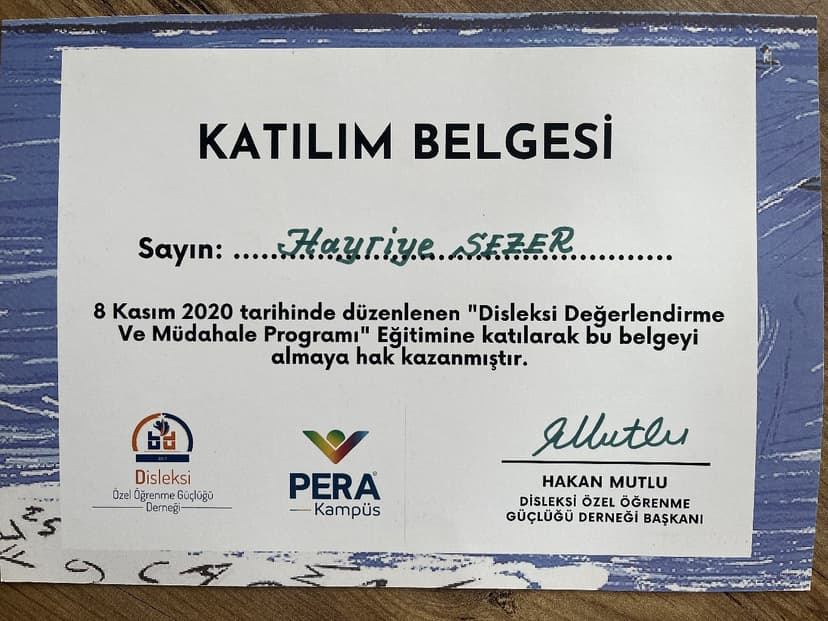 KATILIM BELGESİ
Sayın: Hayriye SEZER
8 Kasım 2020 tarihinde düzenlenen "Disleksi Değerlendirme
Ve Müdahale Programı" Eğitimine katılarak bu belgeyi
almaya hak kazanmıştır.
bd
Disleksi
Özel Öğrenme Güçlüğü
Derneği
PERA
Kampüs
Mutlu
HAKAN MUTLU
DİSLEKSİ ÖZEL ÖĞRENME
GÜÇLÜĞÜ DERNEĞİ BAŞKANI